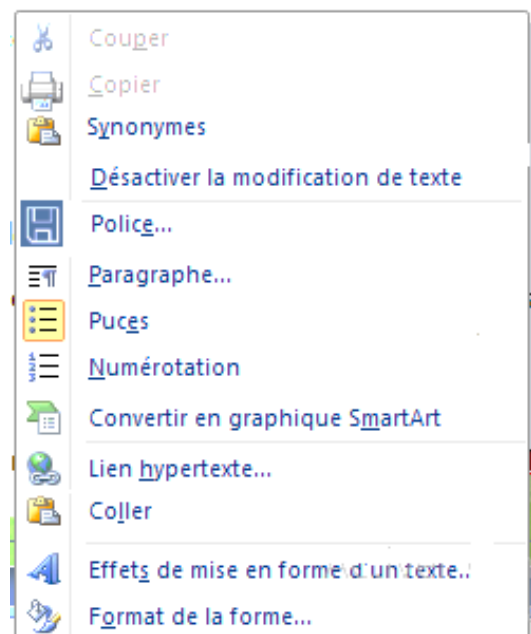 Couper
Copier
Synonymes
Désactiver la modification de texte
Police...
Paragraphe...
Puces
Numérotation
Convertir en graphique SmartArt
Lien hypertexte...
Coller
Effets de mise en forme d'un texte..
Format de la forme...